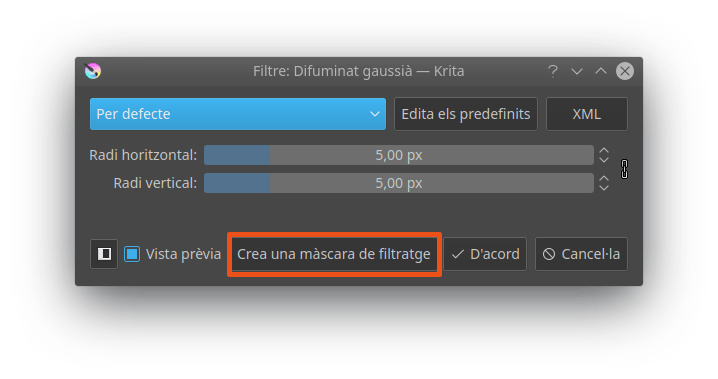 Filtre: Difuminat gaussià — Krita
Per defecte
Edita els predefinits
XML
Radi horitzontal:
5,00 px
Radi vertical:
5,00 px
Vista prèvia
Crea una màscara de filtratge
D'acord
Cancel·la